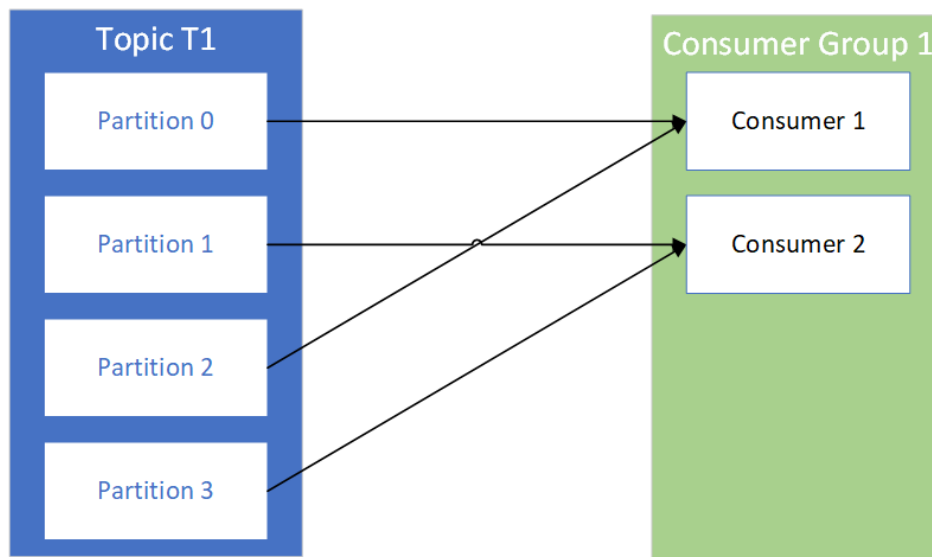 Topic T1
Partition 0
Partition 1
Partition 2
Partition 3
Consumer Group 1
Consumer 1
Consumer 2